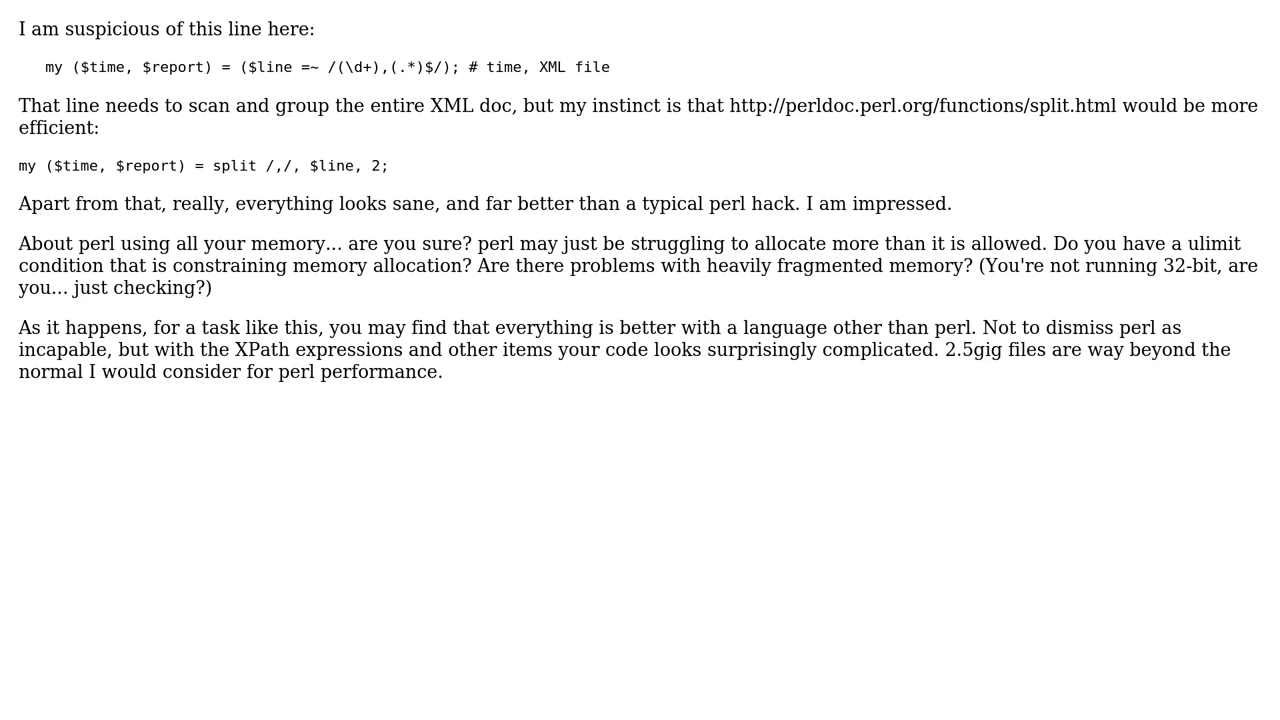 I am suspicious of this line here:
my ($time, $report) = ($line =~ /(\d+),(.*)$/); # time, XML file
That line needs to scan and group the entire XML doc, but my instinct is that http://perldoc.perl.org/functions/split.html would be more
efficient:
my ($time, $report) = split /,/, $line, 2;
Apart from that, really, everything looks sane, and far better than a typical perl hack. I am impressed.
About perl using all your memory... are you sure? perl may just be struggling to allocate more than it is allowed. Do you have a ulimit
condition that is constraining memory allocation? Are there problems with heavily fragmented memory? (You're not running 32-bit, are
you... just checking?)
As it happens, for a task like this, you may find that everything is better with a language other than perl. Not to dismiss perl as
incapable, but with the XPath expressions and other items your code looks surprisingly complicated. 2.5gig files are way beyond the
normal I would consider for perl performance.